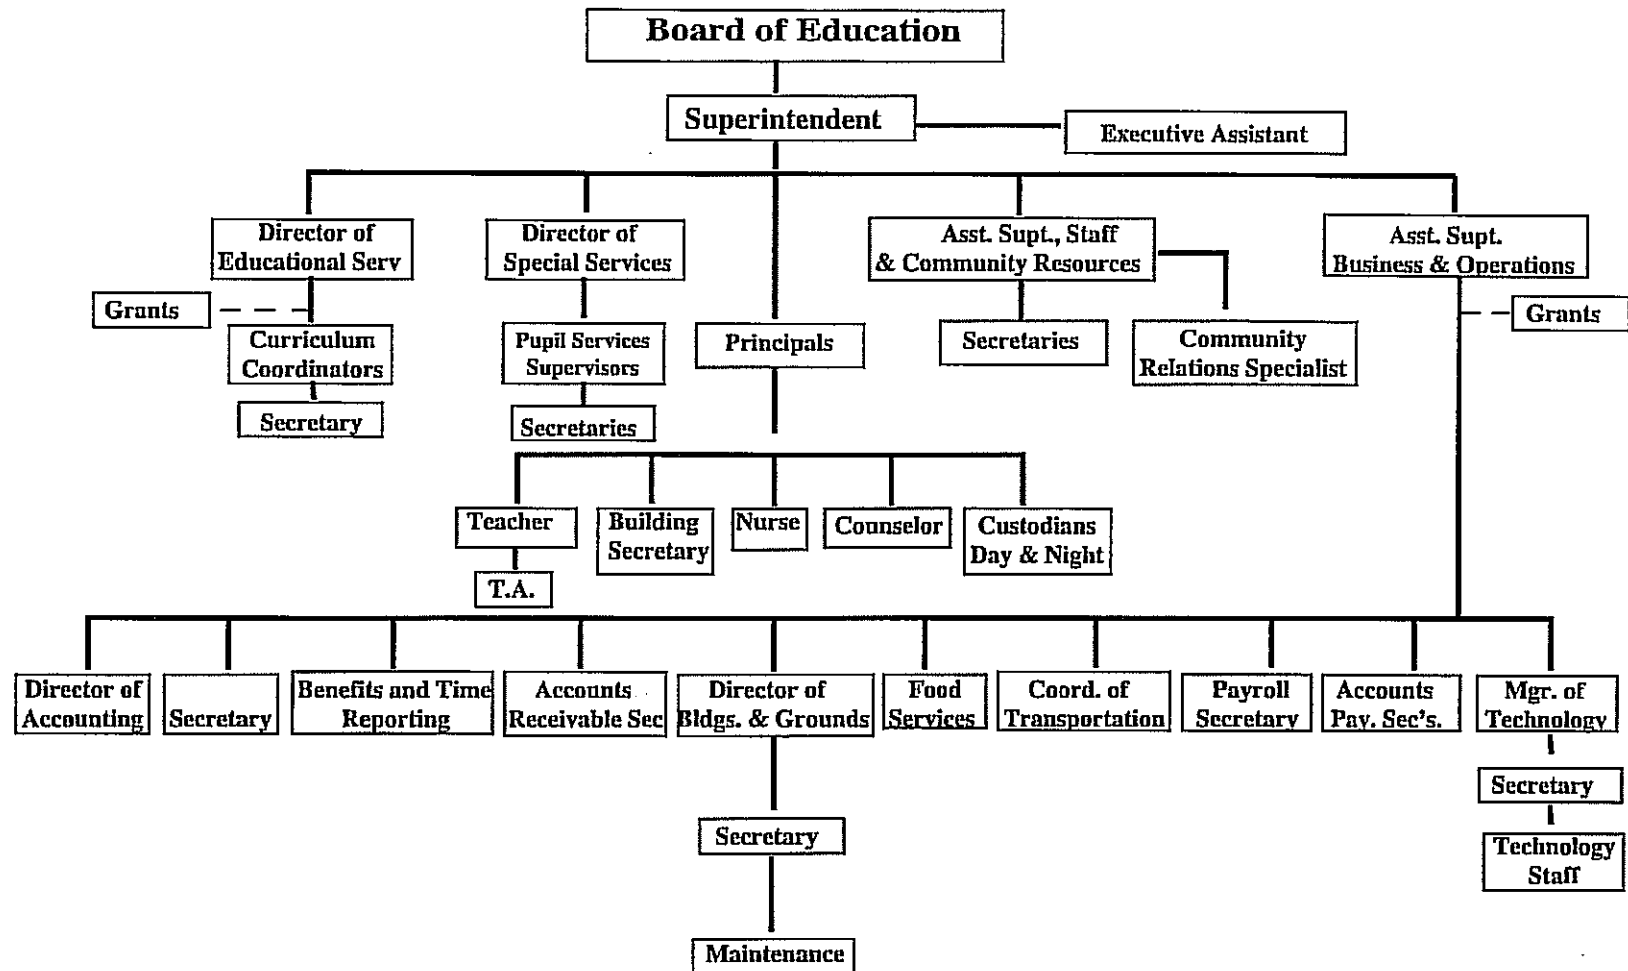 Board of Education
Superintendent
Executive Assistant
Director of
Educational Serv
Director of
Special Services
Asst. Supt., Staff
& Community Resources
Asst. Supt.
Business & Operations
Grants
Grants
Curriculum
Coordinators
Pupil Services
Supervisors
Principals
Secretaries
Community
Relations Specialist
Secretary
Secretaries
Teacher
Building
Secretary
Nurse
Counselor
Custodians
Day & Night
T.A.
Director of
Accounting
Secretary
Benefits and Time
Reporting
Accounts
Receivable Sec
Director of
Bldgs. & Grounds
Food
Services
Coord. of
Transportation
Payroll
Secretary
Accounts
Pay. Sec's.
Mgr. of
Technology
Secretary
Secretary
Technology
Staff
Maintenance